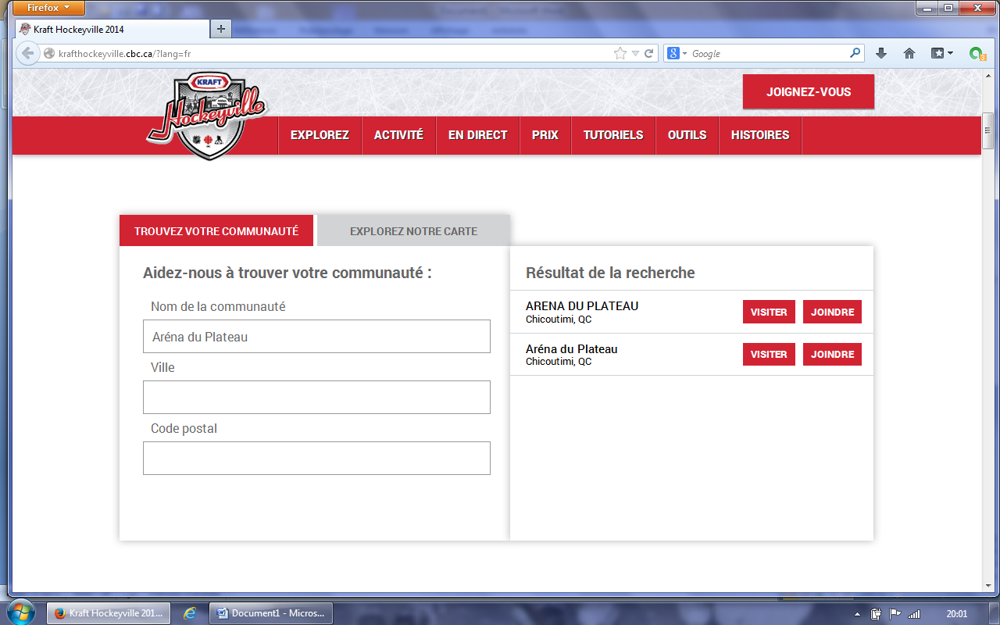 Firefox
Kraft Hockeyville 2014
krafthockeyville.cbc.ca/?lang=fr
Google
KRAFT
Hockeyville
JOIGNEZ-VOUS
EXPLOREZ
ACTIVITÉ
EN DIRECT
PRIX
TUTORIELS
OUTILS
HISTOIRES
TROUVEZ VOTRE COMMUNAUTÉ
EXPLOREZ NOTRE CARTE
Aidez-nous à trouver votre communauté :
Nom de la communauté
Aréna du Plateau
Ville
Code postal
Résultat de la recherche
ARENA DU PLATEAU
Chicoutimi, QC
VISITER
JOINDRE
Aréna du Plateau
Chicoutimi, QC
VISITER
JOINDRE
Kraft Hockeyville 201...
Document1 - Micros...
20:01